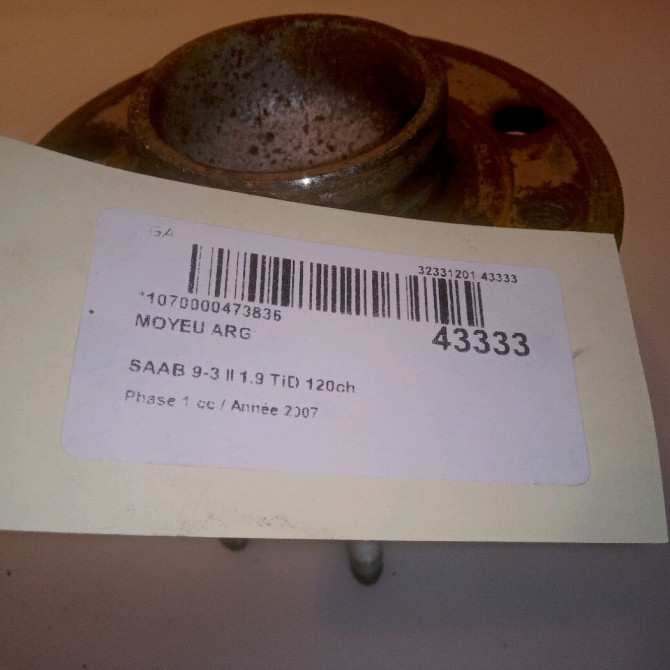 GA
32331201 43333
*1070000473836
43333
MOYEU ARG
SAAB 9-3 II 1.9 TiD 120ch
Phase 1 cc / Année 2007